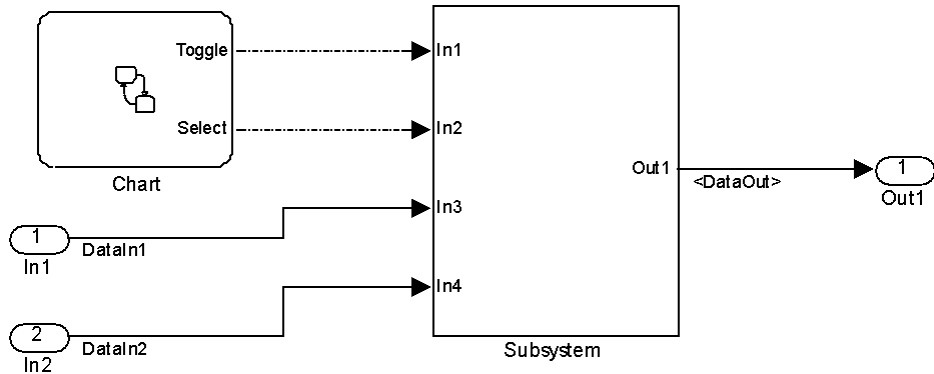 Toggle
In1
Select
In2
Chart
Out1
1
<DataOut>
Out1
In3
1
DataIn1
In1
In4
2
DataIn2
In2
Subsystem